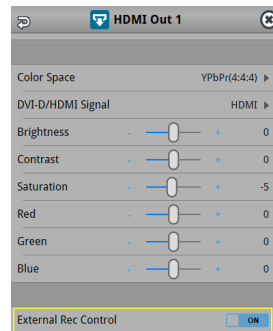 HDMI Out 1
Color Space YPbPr(4:4:4)
DVI-D/HDMI Signal HDMI
Brightness - + 0
Contrast - + 0
Saturation - + -5
Red - + 0
Green - + 0
Blue - + 0
External Rec Control ON